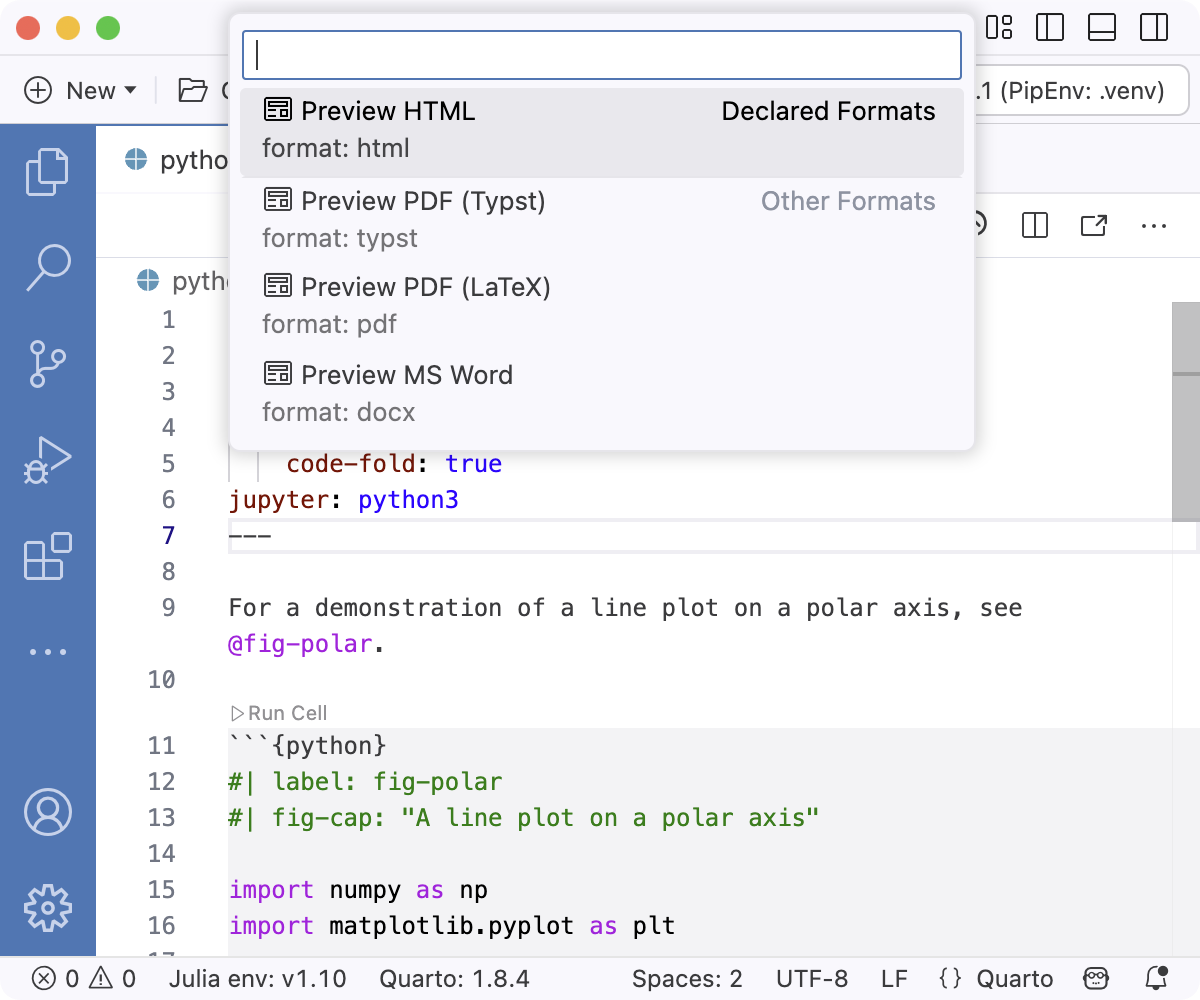 New
.1 (PipEnv: .venv)
Preview HTML Declared Formats
format: html
Preview PDF (Typst) Other Formats
format: typst
Preview PDF (LaTeX)
format: pdf
Preview MS Word
format: docx
1
2
3
4
5 code-fold: true
6 jupyter: python3
7 ---
8
9 For a demonstration of a line plot on a polar axis, see
@fig-polar.
10
Run Cell
11 ```{python}
12 #| label: fig-polar
13 #| fig-cap: "A line plot on a polar axis"
14
15 import numpy as np
16 import matplotlib.pyplot as plt
0 0 Julia env: v1.10 Quarto: 1.8.4 Spaces: 2 UTF-8 LF {} Quarto